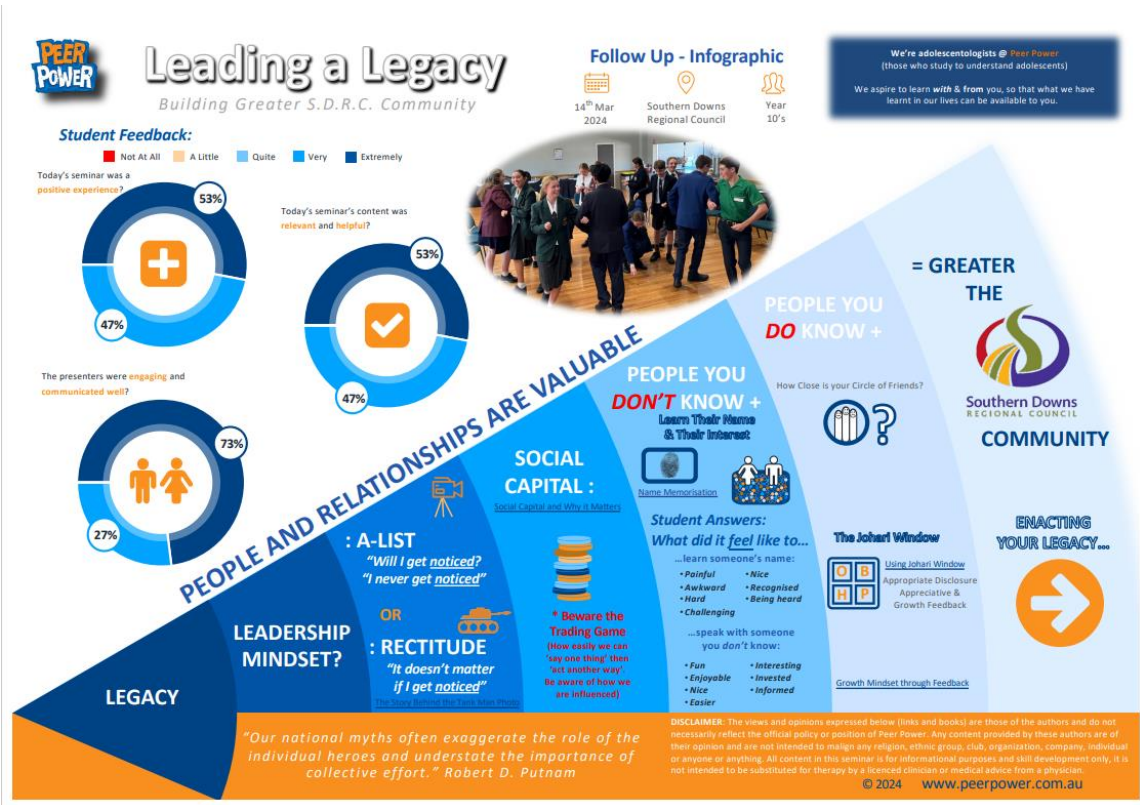 PEER
POWER
Leading a Legacy
Building Greater S.D.R.C. Community
Follow Up - Infographic
14th Mar
2024
Southern Downs
Regional Council
Year
10's
We're adolescentologists @ Peer Power
(those who study to understand adolescents)
We aspire to learn with & from you, so that what we have
learnt in our lives can be available to you.
Student Feedback:
Not At All
A Little
Quite
Very
Extremely
Today's seminar was a
positive experience?
53%
47%
Today's seminar's content was
relevant and helpful?
53%
47%
The presenters were engaging and
communicated well?
73%
27%
PEOPLE AND RELATIONSHIPS ARE VALUABLE
LEGACY
LEADERSHIP
MINDSET?
: A-LIST
"Will I get noticed?
"I never get noticed"
OR
: RECTITUDE
"It doesn't matter
if I get noticed"
The Story Behind the Tank Man Photo
SOCIAL
CAPITAL :
Social Capital and Why it Matters
* Beware the
Trading Game
(How easily we can
'say one thing' then
'act another way'.
Be aware of how we
are influenced)
PEOPLE YOU
DON'T KNOW +
Learn Their Name
& Their Interest
Name Memorisation
Student Answers:
What did it feel like to...
...learn someone's name:
• Painful
• Awkward
• Hard
• Challenging
• Nice
• Recognised
• Being heard
...speak with someone
you don't know:
• Fun
• Enjoyable
• Nice
• Easier
• Interesting
• Invested
• Informed
PEOPLE YOU
DO KNOW +
How Close is your Circle of Friends?
?
The Johari Window
O B
H P
Using Johari Window
Appropriate Disclosure
Appreciative &
Growth Feedback
Growth Mindset through Feedback
= GREATER
THE
Southern Downs
REGIONAL COUNCIL
COMMUNITY
ENACTING
YOUR LEGACY...
"Our national myths often exaggerate the role of the
individual heroes and understate the importance of
collective effort." Robert D. Putnam
DISCLAIMER: The views and opinions expressed below (links and books) are those of the authors and do not
necessarily reflect the official policy or position of Peer Power. Any content provided by these authors are of
their opinion and are not intended to malign any religion, ethnic group, club, organization, company, individual
or anyone or anything. All content in this seminar is for informational purposes and skill development only, it is
not intended to be substituted for therapy by a licenced clinician or medical advice from a physician.
© 2024 www.peerpower.com.au